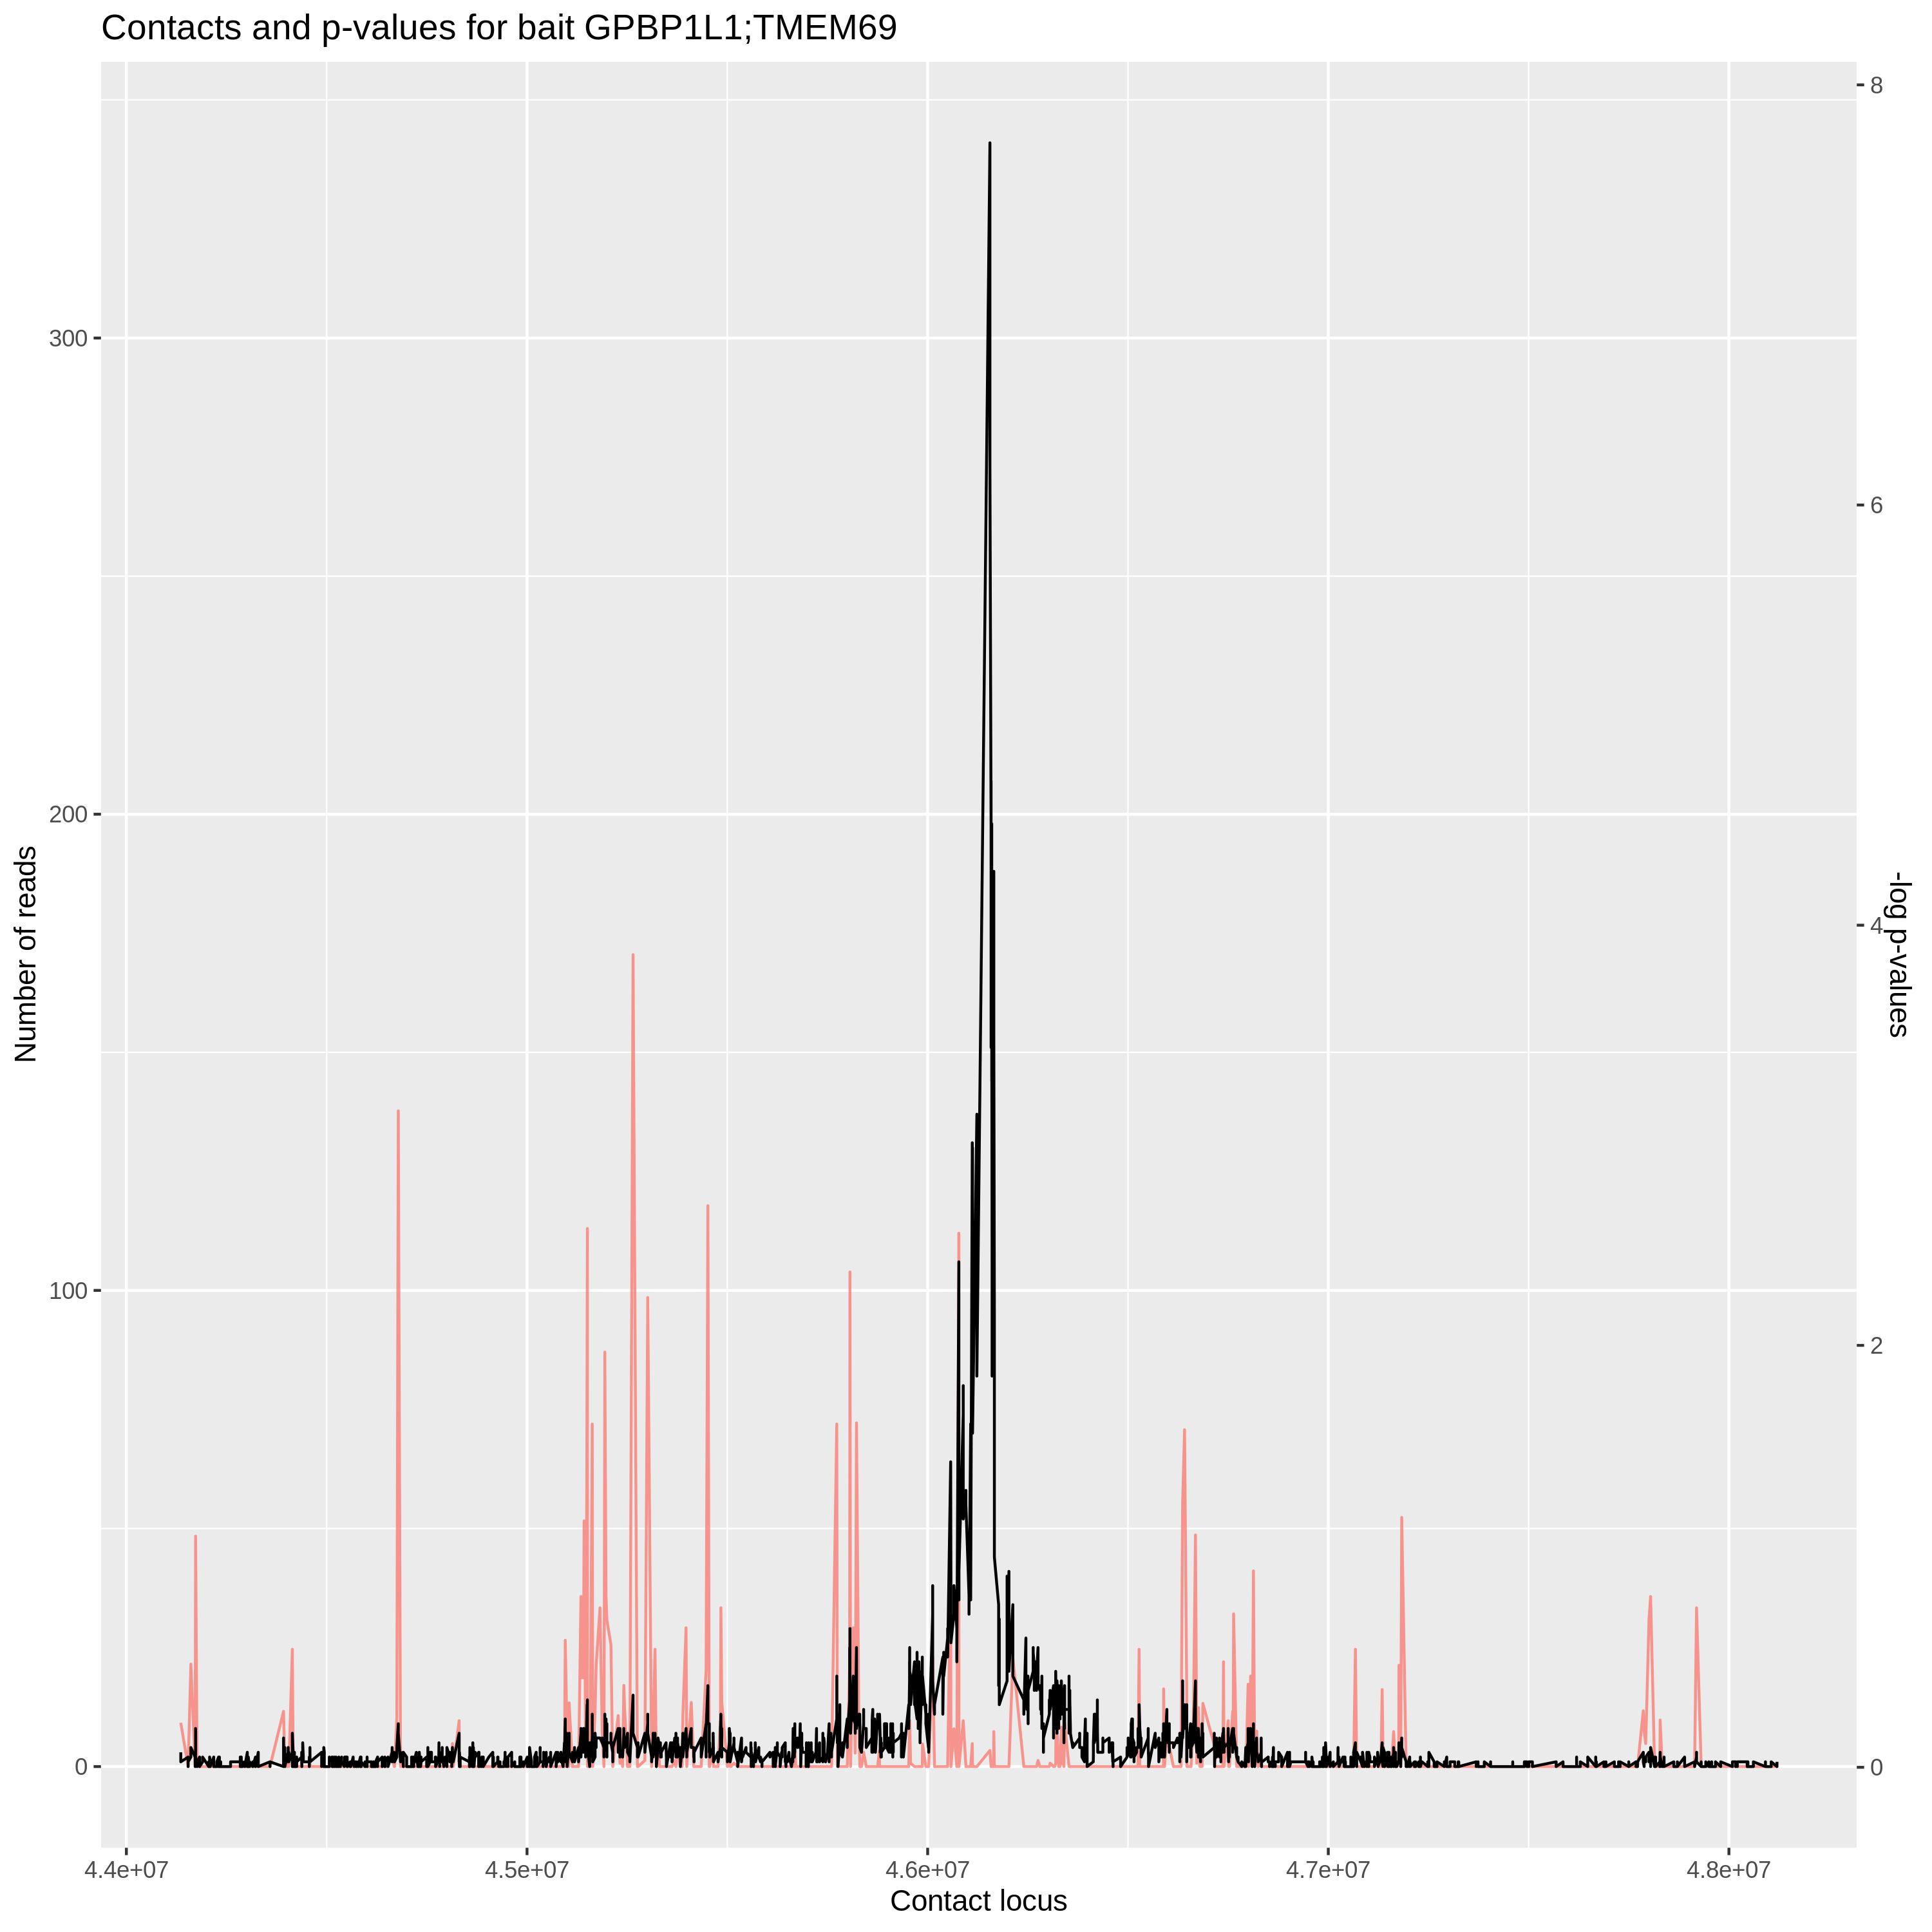 Contacts and p-values for bait GPBP1L1;TMEM69
8
300
6
200
Number of reads
-log p-values
4
100
2
0
0
4.4e+07
4.5e+07
4.6e+07
4.7e+07
4.8e+07
Contact locus